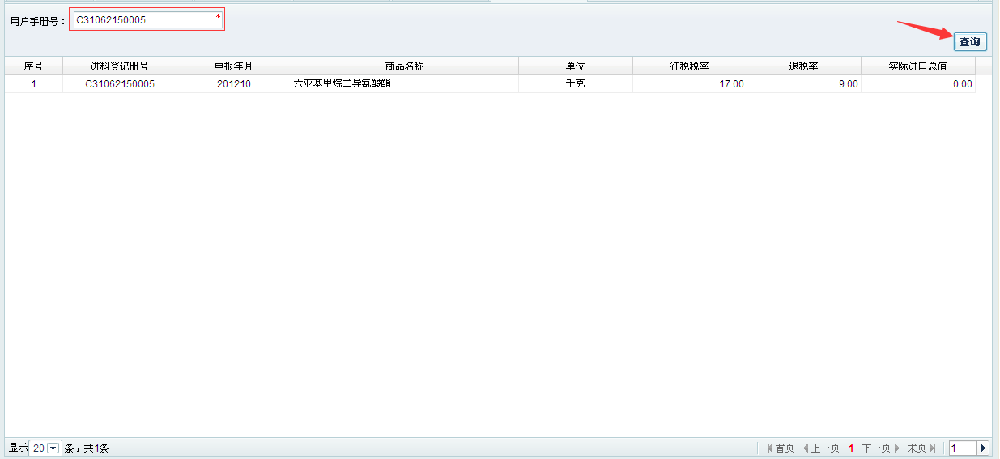 用户手册号： C31062150005 *
查询
序号 进料登记册号 申报年月 商品名称 单位 征税税率 退税率 实际进口总值
1 C31062150005 201210 六亚基甲烷二异氰酸酯 千克 17.00 9.00 0.00
显示 20 条，共1条 首页 上一页 1 下一页 末页 1